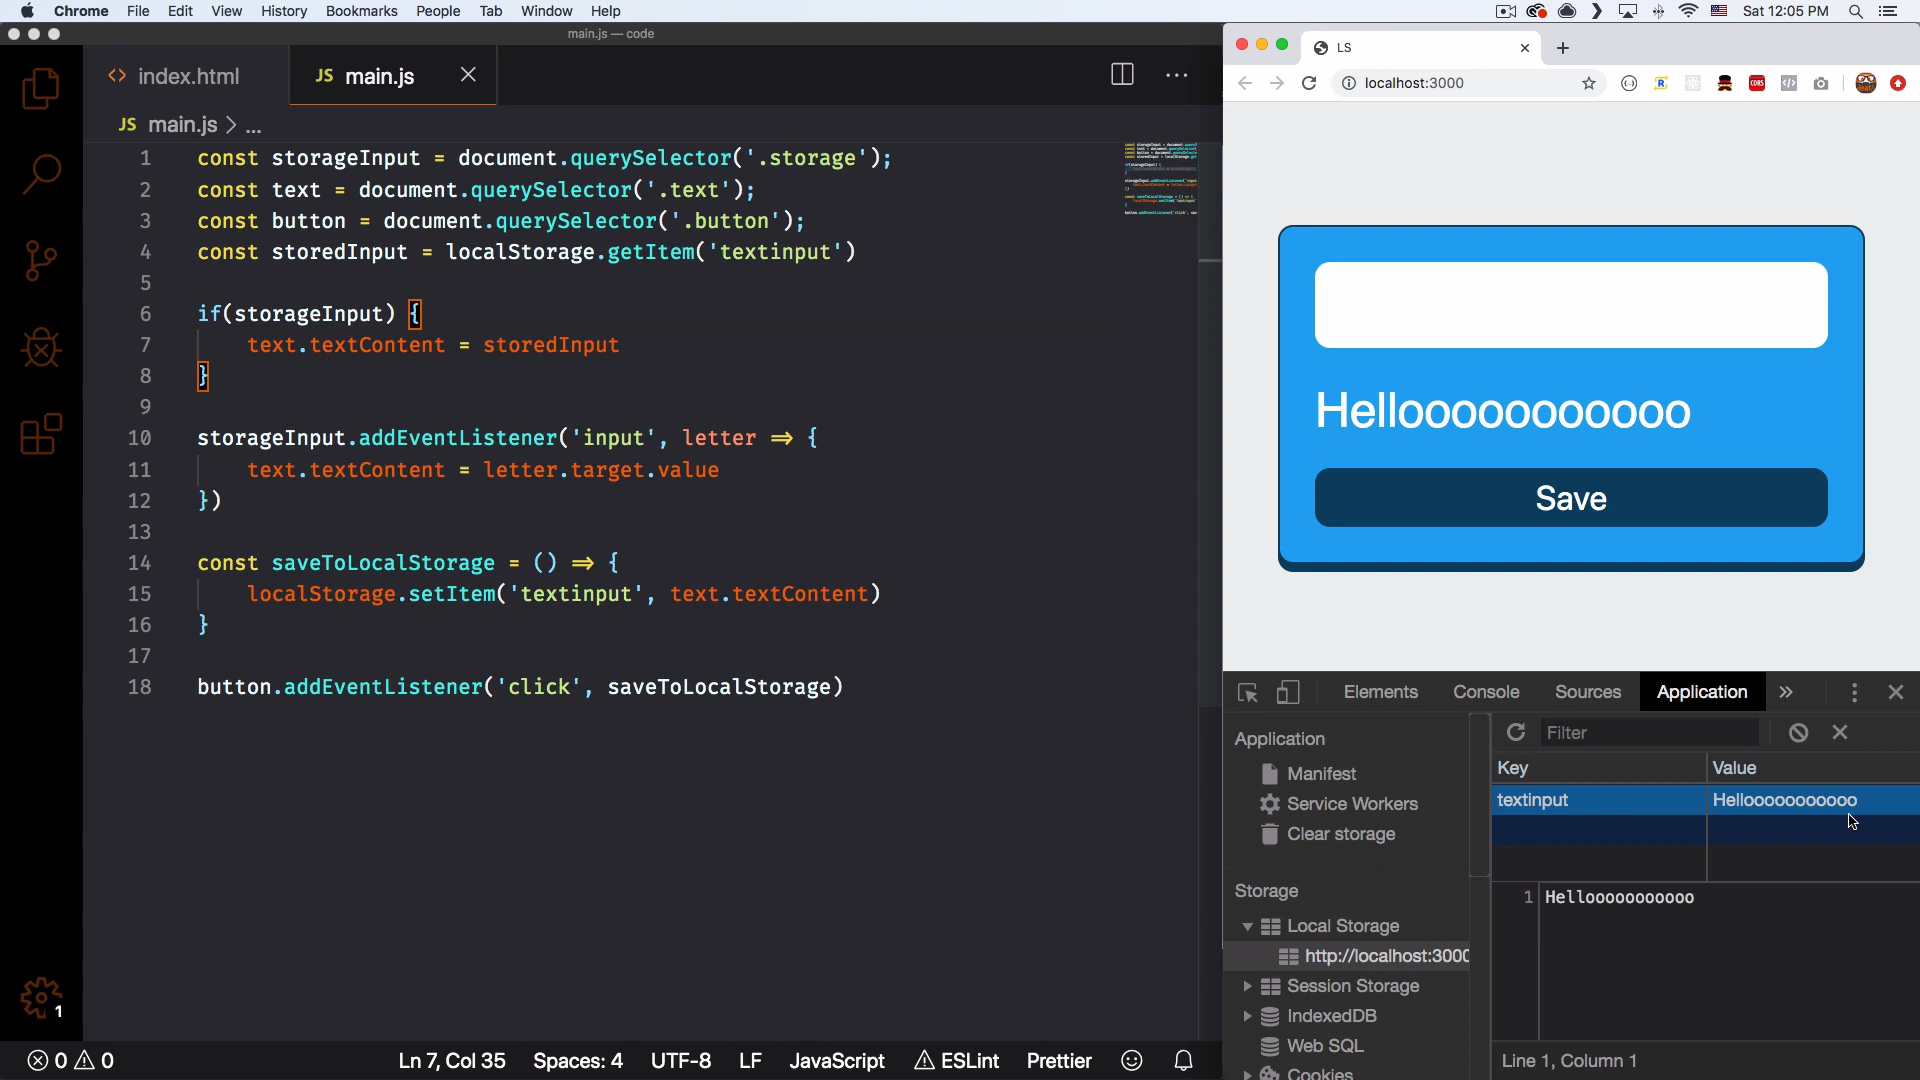 Chrome File Edit View History Bookmarks People Tab Window Help
Sat 12:05 PM
main.js — code
index.html
JS main.js
JS main.js > ...
1 const storageInput = document.querySelector('.storage');
2 const text = document.querySelector('.text');
3 const button = document.querySelector('.button');
4 const storedInput = localStorage.getItem('textinput')
5
6 if(storageInput) {
7 text.textContent = storedInput
8 }
9
10 storageInput.addEventListener('input', letter => {
11 text.textContent = letter.target.value
12 })
13
14 const saveToLocalStorage = () => {
15 localStorage.setItem('textinput', text.textContent)
16 }
17
18 button.addEventListener('click', saveToLocalStorage)
1
0 0
Ln 7, Col 35 Spaces: 4 UTF-8 LF JavaScript ESLint Prettier
LS
localhost:3000
CORS
Hellooooooooooo
Save
Elements Console Sources Application
Application
Manifest
Service Workers
Clear storage
Storage
Local Storage
http://localhost:3000
Session Storage
IndexedDB
Web SQL
Cookies
Filter
Key Value
textinput Hellooooooooooo
1 Hellooooooooooo
Line 1, Column 1